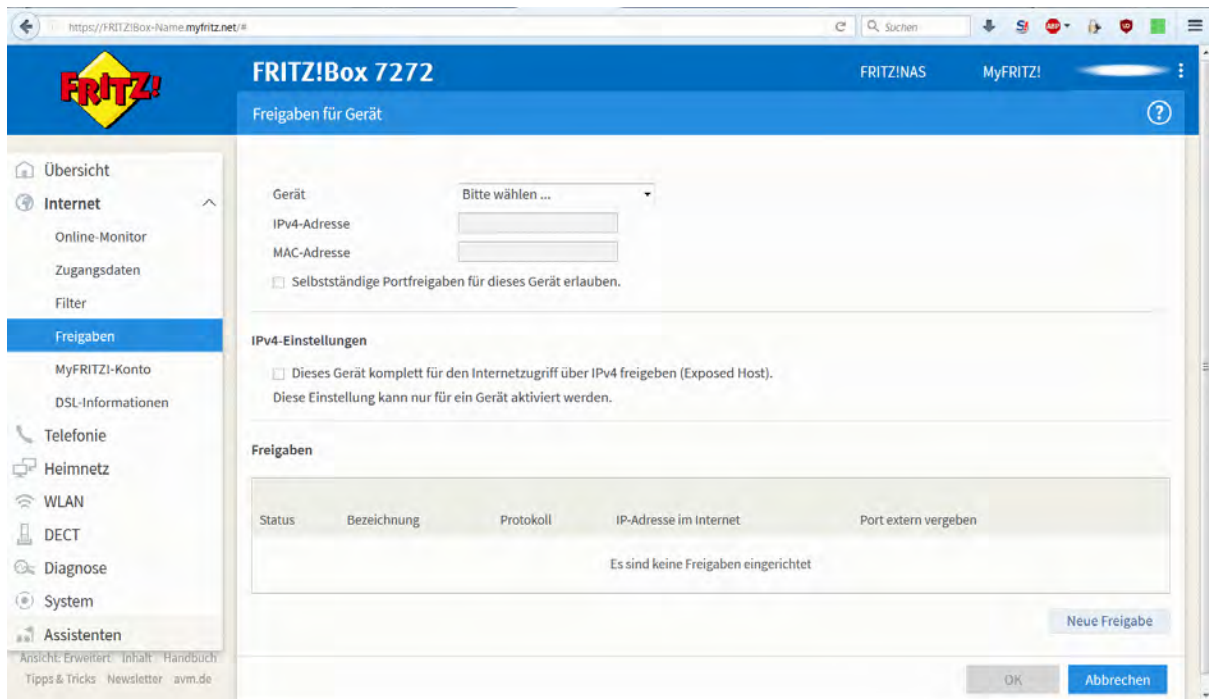 https://FRITZ!Box-Name.myfritz.net/#
Suchen
ABP
FRITZ!
FRITZ!Box 7272
FRITZ!NAS
MyFRITZ!
Freigaben für Gerät
?
Übersicht
Internet
Online-Monitor
Zugangsdaten
Filter
Freigaben
MyFRITZ!-Konto
DSL-Informationen
Telefonie
Heimnetz
WLAN
DECT
Diagnose
System
Assistenten
Ansicht: Erweitert Inhalt Handbuch
Tipps & Tricks Newsletter avm.de
Gerät Bitte wählen ...
IPv4-Adresse
MAC-Adresse
Selbstständige Portfreigaben für dieses Gerät erlauben.
IPv4-Einstellungen
Dieses Gerät komplett für den Internetzugriff über IPv4 freigeben (Exposed Host).
Diese Einstellung kann nur für ein Gerät aktiviert werden.
Freigaben
Status Bezeichnung Protokoll IP-Adresse im Internet Port extern vergeben
Es sind keine Freigaben eingerichtet
Neue Freigabe
OK Abbrechen